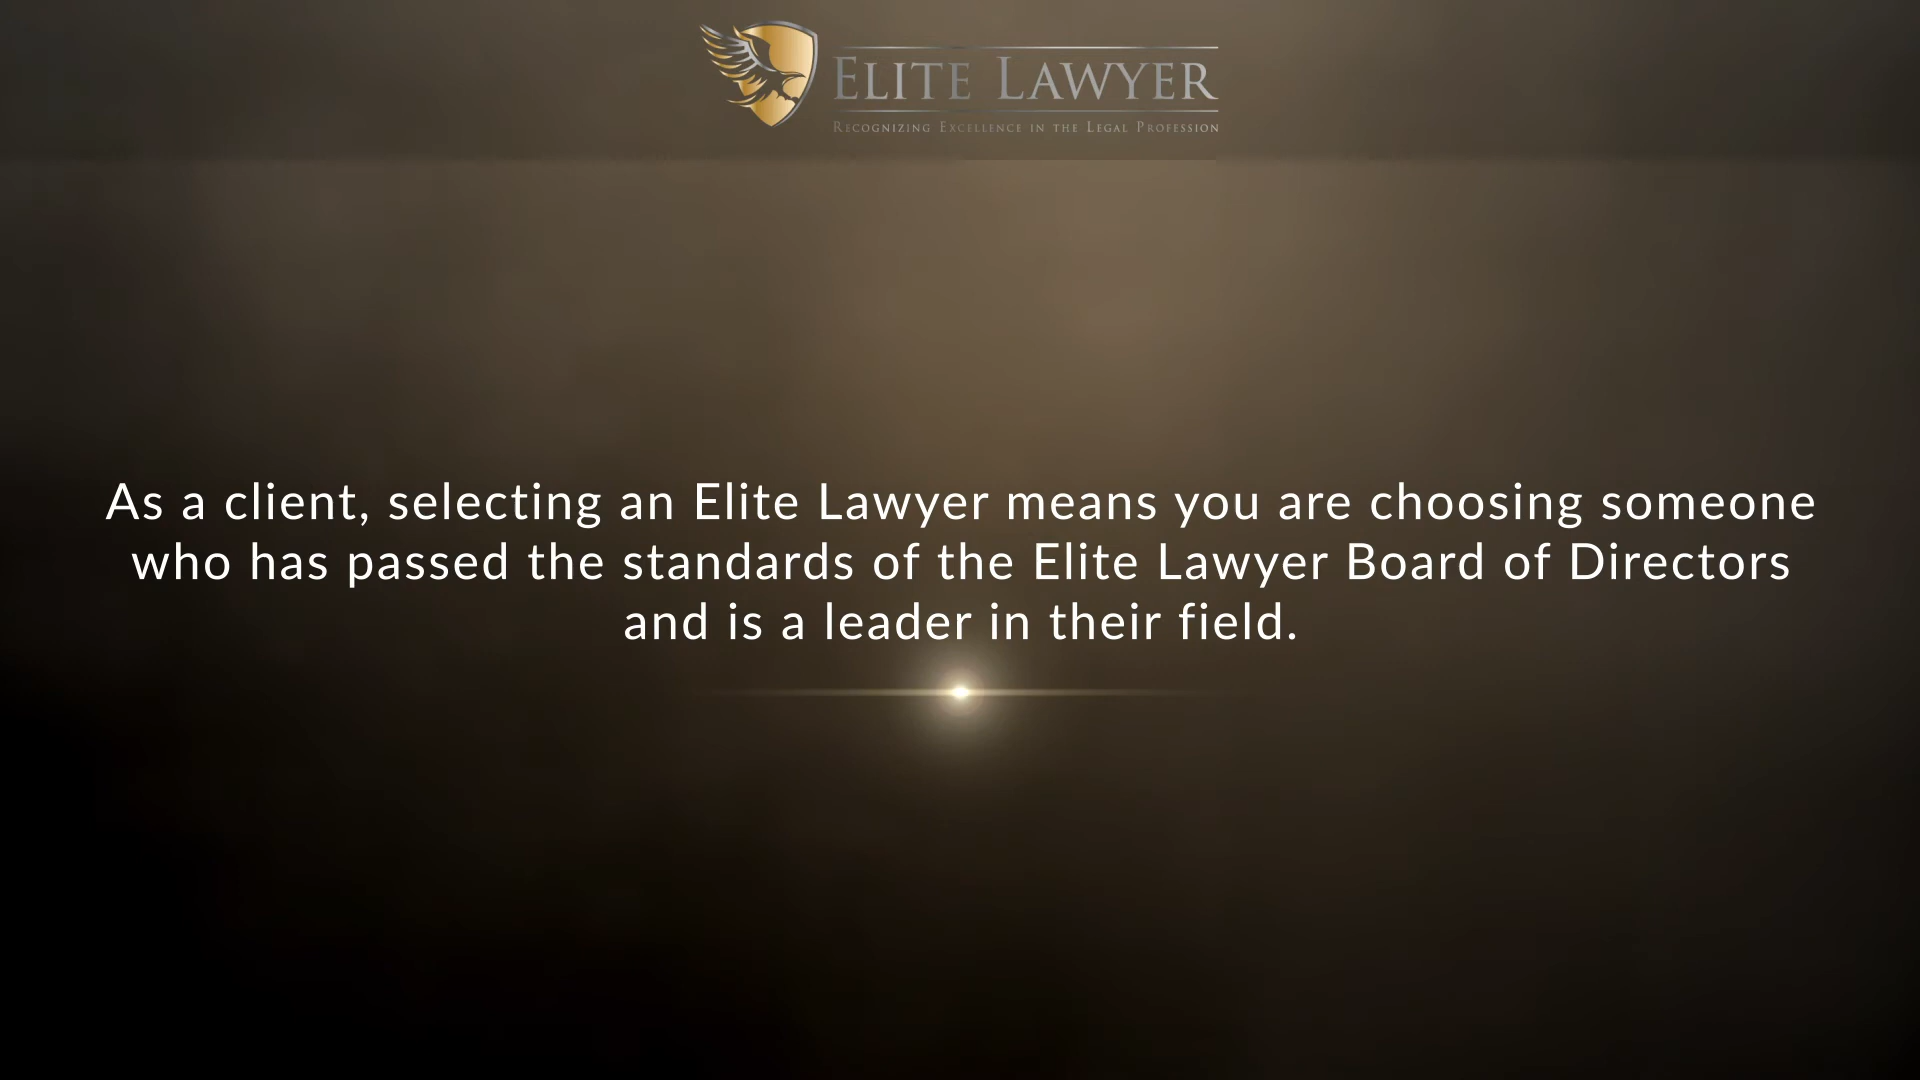 ELITE LAWYER
RECOGNIZING EXCELLENCE IN THE LEGAL PROFESSION
As a client, selecting an Elite Lawyer means you are choosing someone
who has passed the standards of the Elite Lawyer Board of Directors
and is a leader in their field.